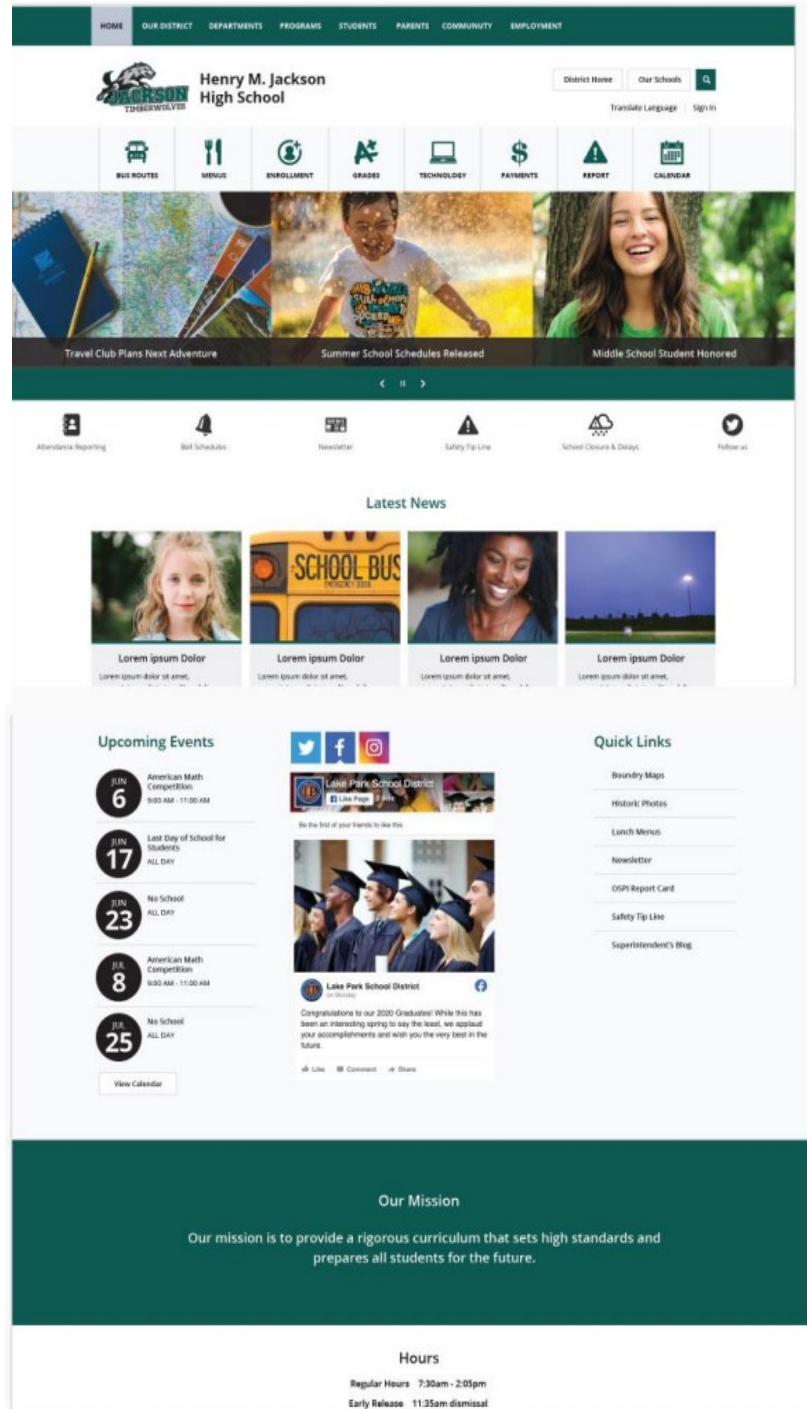 HOME OUR DISTRICT DEPARTMENTS PROGRAMS STUDENTS PARENTS COMMUNUTY EMPLOYMENT
JACKSON
TIMBERWOLVES
Henry M. Jackson
High School
District Home Our Schools
Translate Language Sign In
BUS ROUTES MENUS ENROLLMENT GRADES TECHNOLOGY PAYMENTS REPORT CALENDAR
Travel Club Plans Next Adventure Summer School Schedules Released Middle School Student Honored
Attendance Reporting Bell Schedules Newsletter Safety Tip Line School Closure & Delays Follow us
Latest News
SCHOOL BUS
EMERGENCY DOOR
Lorem ipsum Dolor Lorem ipsum Dolor Lorem ipsum Dolor Lorem ipsum Dolor
Lorem ipsum dolor sit amet, Lorem ipsum dolor sit amet, Lorem ipsum dolor sit amet, Lorem ipsum dolor sit amet,
Upcoming Events
JUN
6
American Math
Competition
9:00 AM - 11:00 AM
JUN
17
Last Day of School for
Students
ALL DAY
JUN
23
No School
ALL DAY
JUL
8
American Math
Competition
9:00 AM - 11:00 AM
JUL
25
No School
ALL DAY
View Calendar
Lake Park School District
Like Page
Be the first of your friends to like this
Lake Park School District
on Monday
Congratulations to our 2020 Graduates! While this has
been an interesting spring to say the least, we applaud
your accomplishments and wish you the very best in the
future.
Like Comment Share
Quick Links
Boundry Maps
Historic Photos
Lunch Menus
Newsletter
OSPI Report Card
Safety Tip Line
Superintendent's Blog
Our Mission
Our mission is to provide a rigorous curriculum that sets high standards and
prepares all students for the future.
Hours
Regular Hours 7:30am - 2:05pm
Early Release 11:35am dismissal